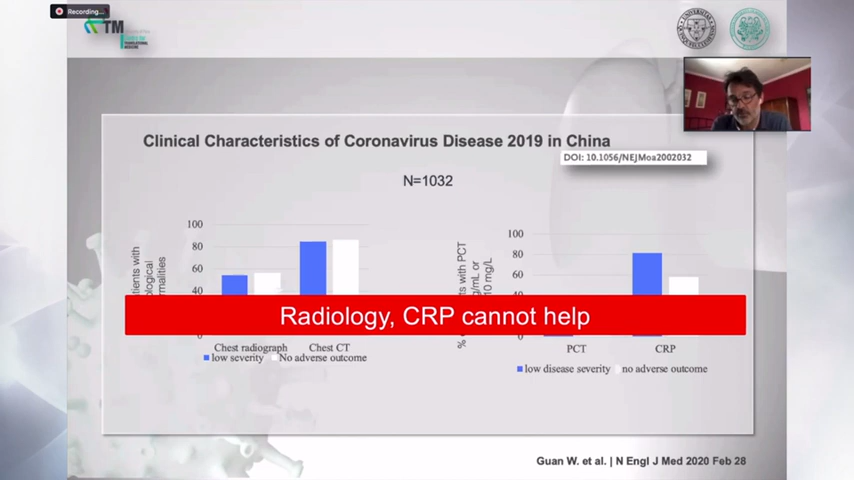 Recording...
TM
Clinical Characteristics of Coronavirus Disease 2019 in China
DOI: 10.1056/NEJMoa2002032
N=1032
100
80
60
40
Chest radiograph Chest CT
low severity No adverse outcome
100
80
60
% 
PCT CRP
low disease severity no adverse outcome
Radiology, CRP cannot help
Guan W. et al. | N Engl J Med 2020 Feb 28